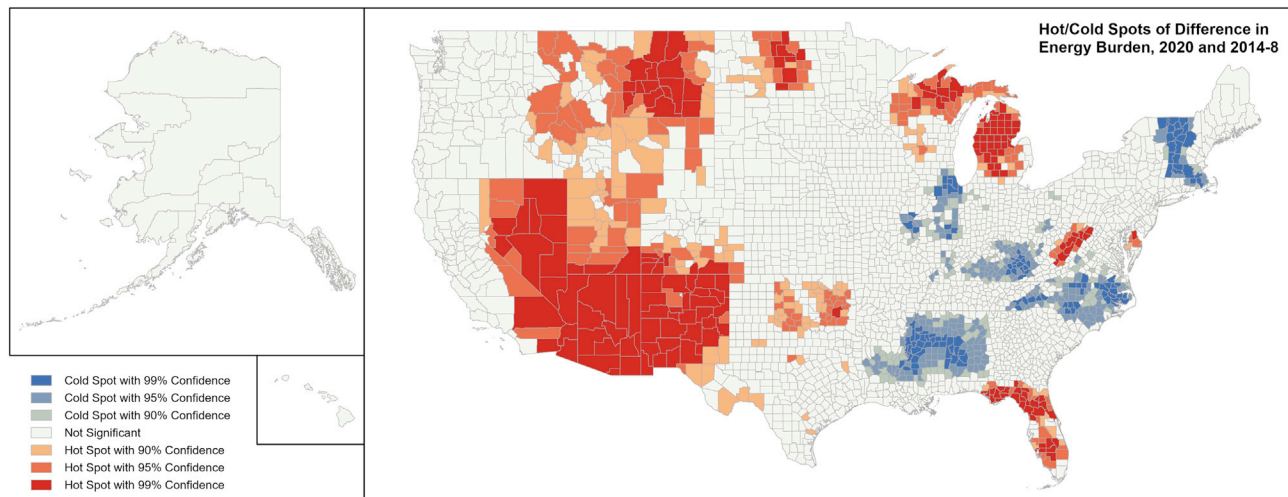 Hot/Cold Spots of Difference in
Energy Burden, 2020 and 2014-8
Cold Spot with 99% Confidence
Cold Spot with 95% Confidence
Cold Spot with 90% Confidence
Not Significant
Hot Spot with 90% Confidence
Hot Spot with 95% Confidence
Hot Spot with 99% Confidence